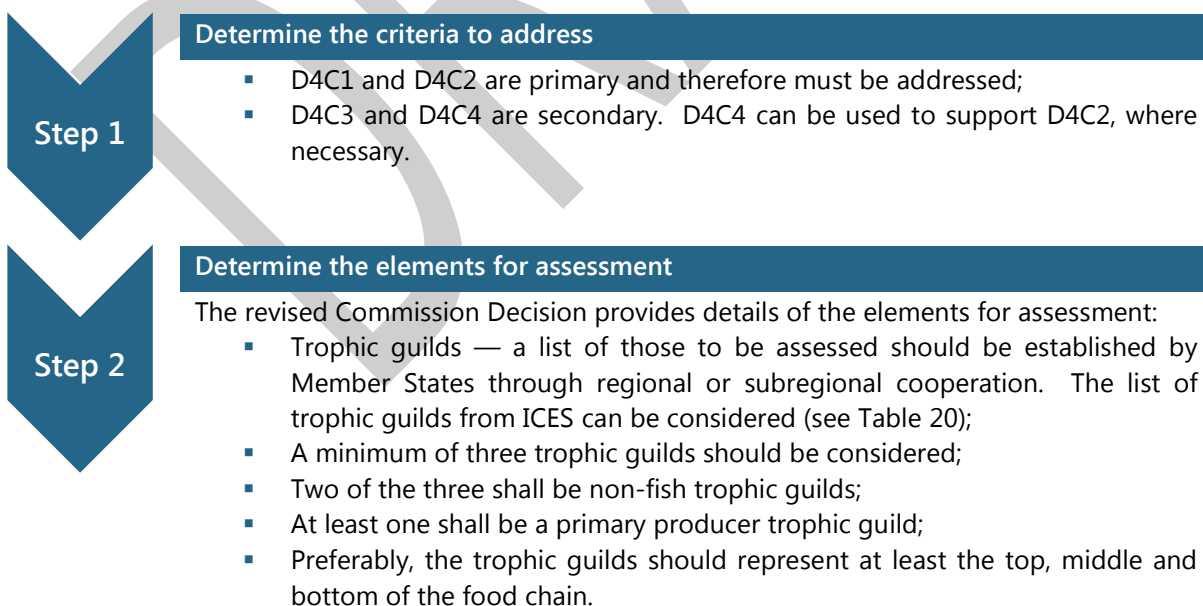 Determine the criteria to address
▪ D4C1 and D4C2 are primary and therefore must be addressed;
▪ D4C3 and D4C4 are secondary. D4C4 can be used to support D4C2, where
necessary.
Step 1
Determine the elements for assessment
The revised Commission Decision provides details of the elements for assessment:
▪ Trophic guilds — a list of those to be assessed should be established by
Member States through regional or subregional cooperation. The list of
trophic guilds from ICES can be considered (see Table 20);
▪ A minimum of three trophic guilds should be considered;
▪ Two of the three shall be non-fish trophic guilds;
▪ At least one shall be a primary producer trophic guild;
▪ Preferably, the trophic guilds should represent at least the top, middle and
bottom of the food chain.
Step 2